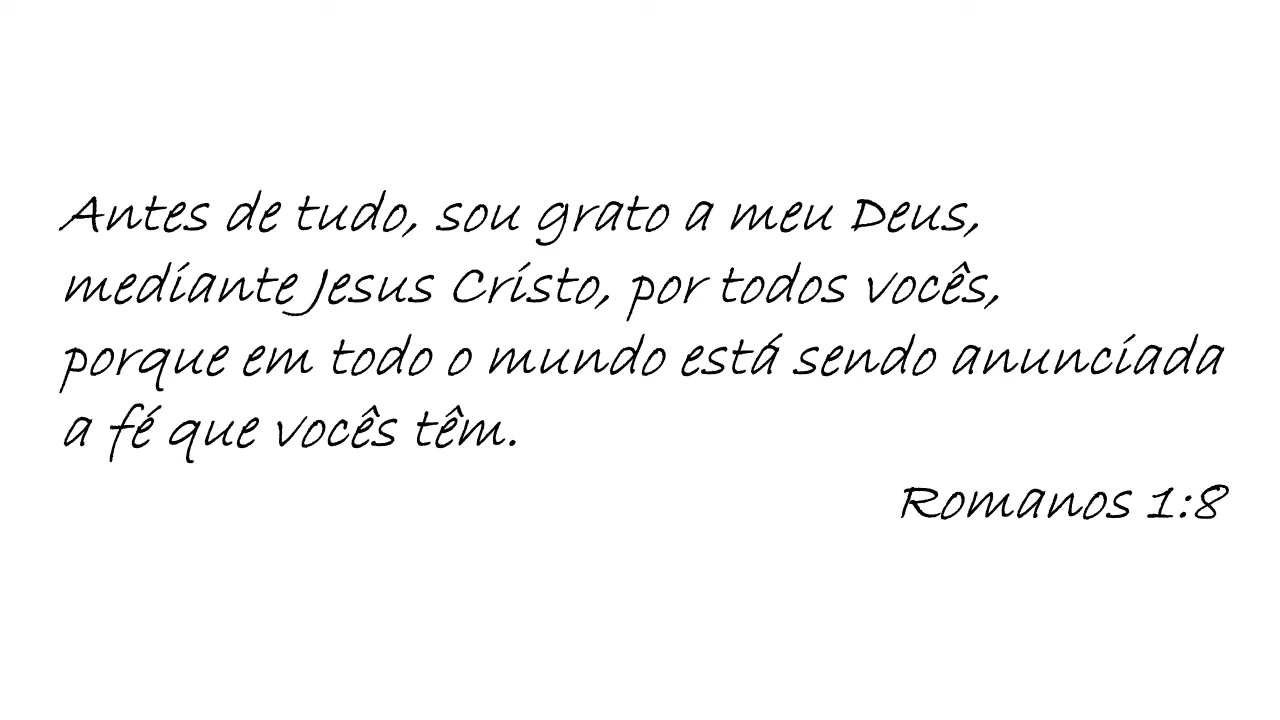 Antes de tudo, sou grato a meu Deus,
mediante Jesus Cristo, por todos vocês,
porque em todo o mundo está sendo anunciada
a fé que vocês têm.
Romanos 1:8